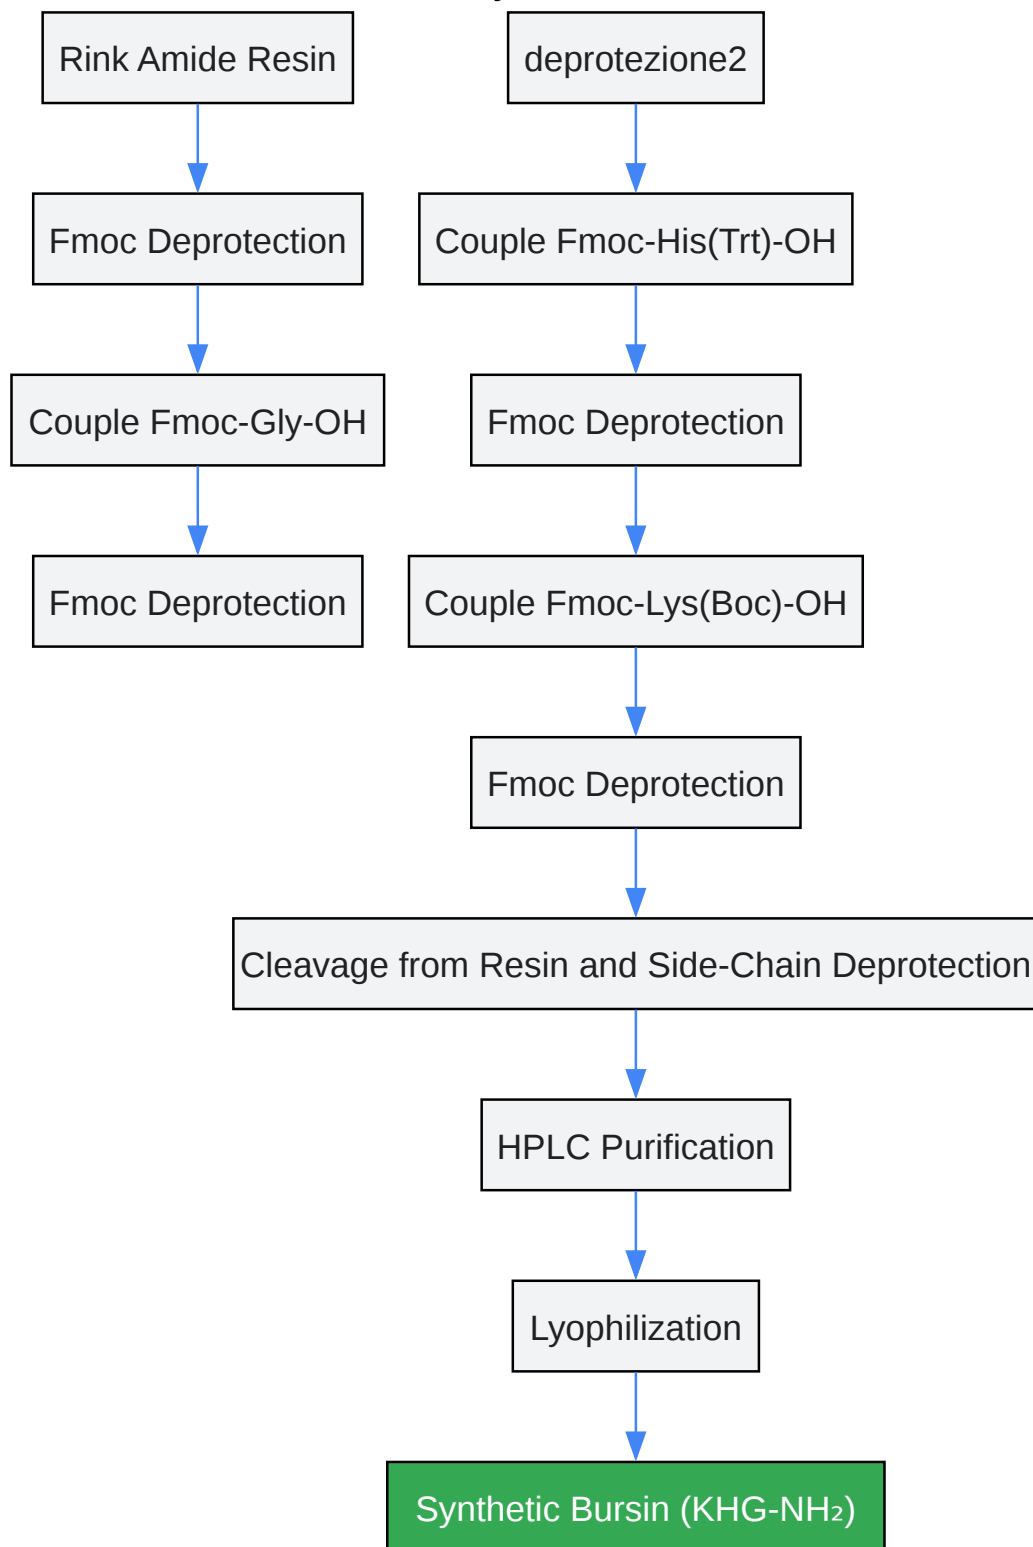 Rink Amide Resin
Fmoc Deprotection
Couple Fmoc-Gly-OH
Fmoc Deprotection
deprotezione2
Couple Fmoc-His(Trt)-OH
Fmoc Deprotection
Couple Fmoc-Lys(Boc)-OH
Fmoc Deprotection
Cleavage from Resin and Side-Chain Deprotection
HPLC Purification
Lyophilization
Synthetic Bursin (KHG-NH₂)